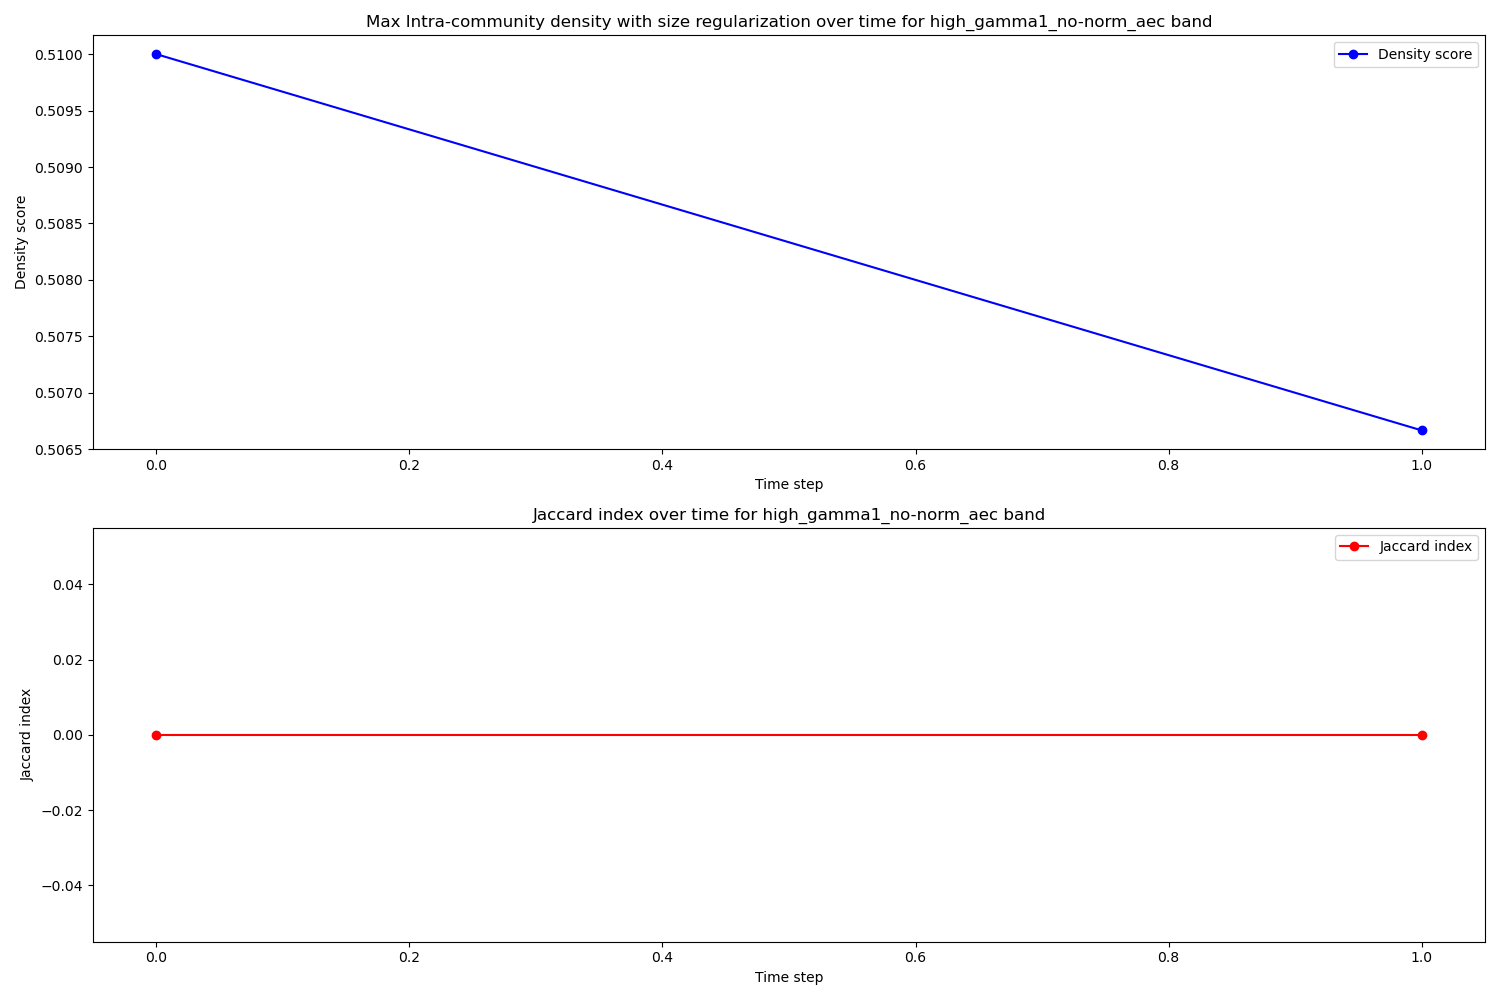 Max Intra-community density with size regularization over time for high_gamma1_no-norm_aec band
Density score
0.5100
0.5095
0.5090
0.5085
0.5080
0.5075
0.5070
0.5065
Density score
0.0 0.2 0.4 0.6 0.8 1.0
Time step
Jaccard index over time for high_gamma1_no-norm_aec band
Jaccard index
0.04
0.02
0.00
−0.02
−0.04
Jaccard index
0.0 0.2 0.4 0.6 0.8 1.0
Time step